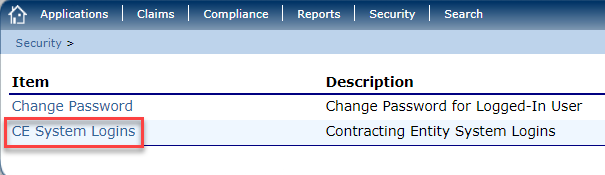 Applications Claims Compliance Reports Security Search
Security >
Item Description
Change Password Change Password for Logged-In User
CE System Logins Contracting Entity System Logins